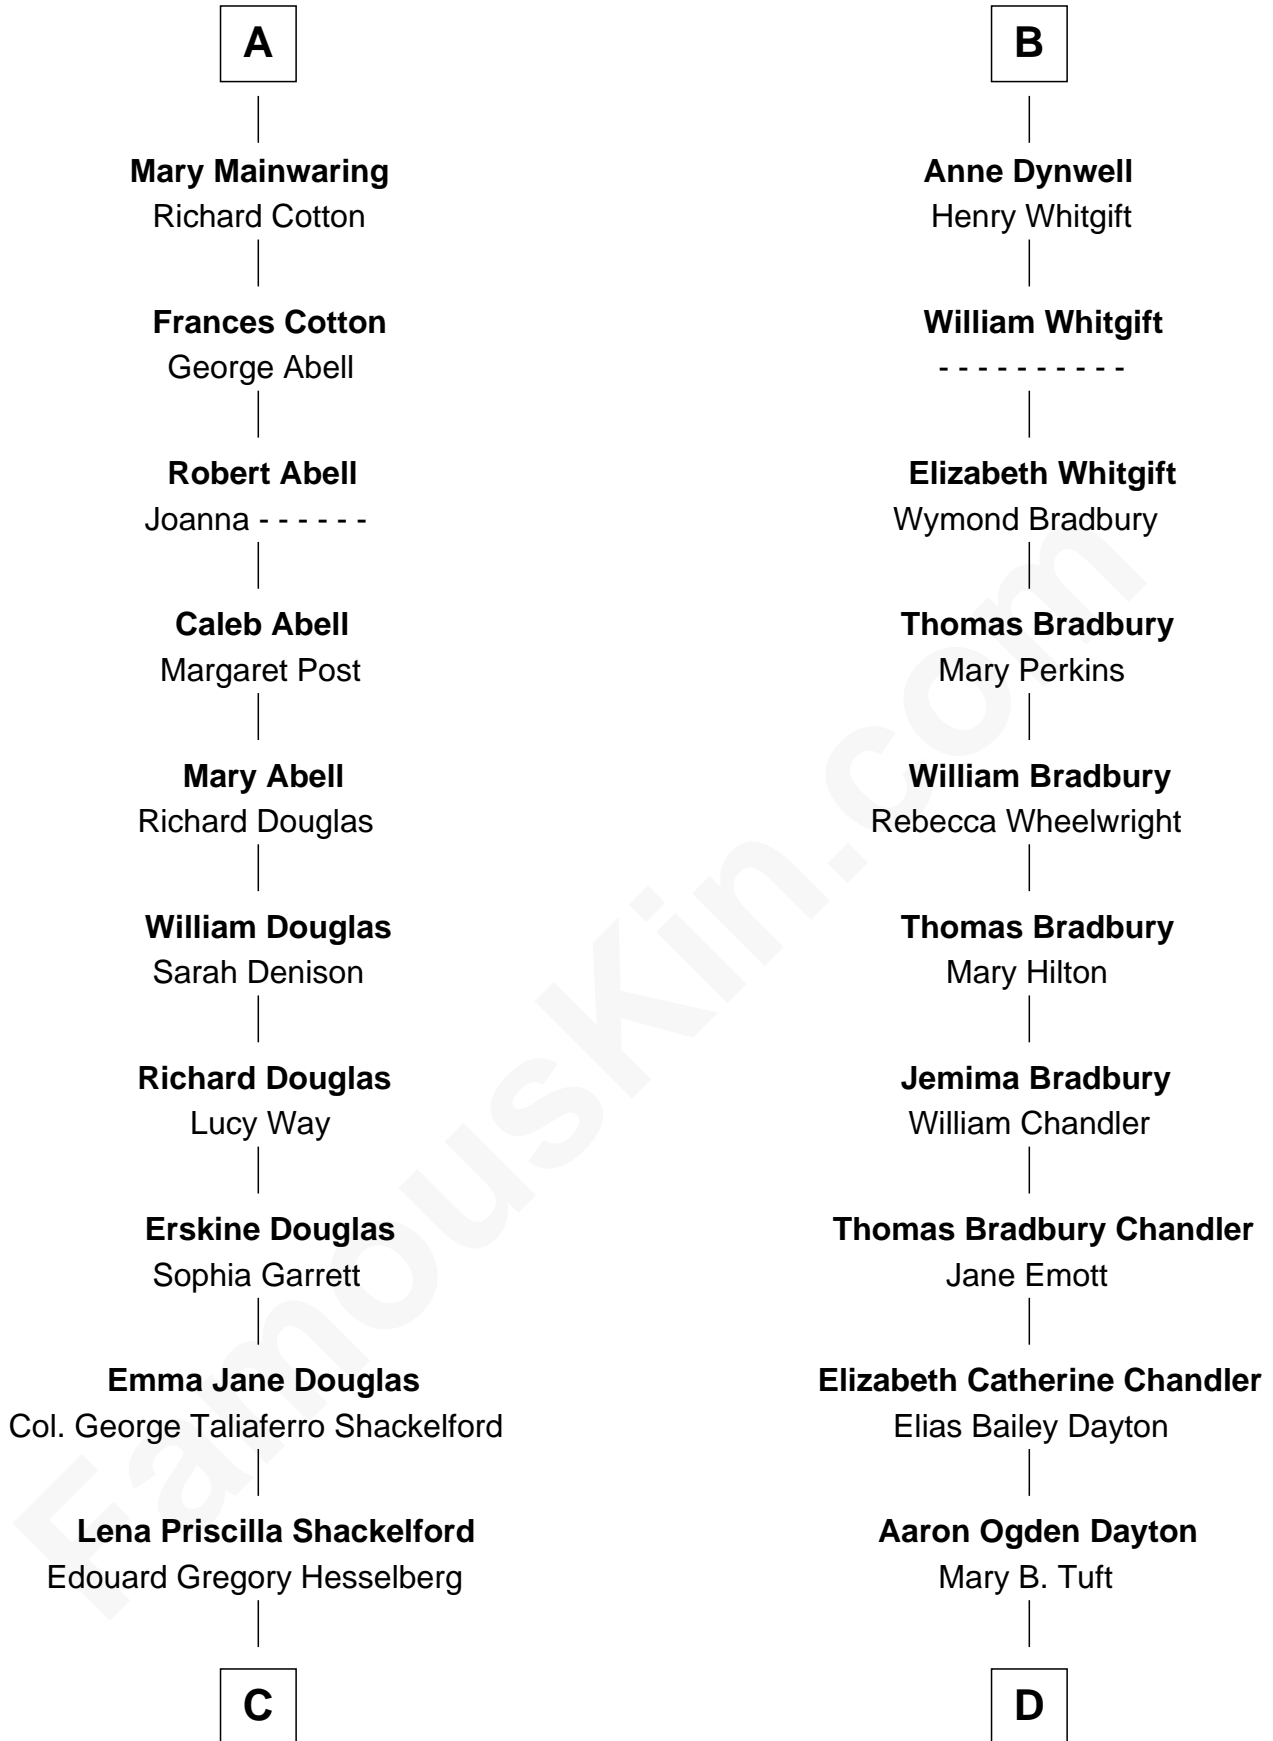 A
Mary Mainwaring
Richard Cotton
Frances Cotton
George Abell
Robert Abell
Joanna - - - - - -
Caleb Abell
Margaret Post
Mary Abell
Richard Douglas
William Douglas
Sarah Denison
Richard Douglas
Lucy Way
Erskine Douglas
Sophia Garrett
Emma Jane Douglas
Col. George Taliaferro Shackelford
Lena Priscilla Shackelford
Edouard Gregory Hesselberg
C
B
Anne Dynwell
Henry Whitgift
William Whitgift
- - - - - - - - - -
Elizabeth Whitgift
Wymond Bradbury
Thomas Bradbury
Mary Perkins
William Bradbury
Rebecca Wheelwright
Thomas Bradbury
Mary Hilton
Jemima Bradbury
William Chandler
Thomas Bradbury Chandler
Jane Emott
Elizabeth Catherine Chandler
Elias Bailey Dayton
Aaron Ogden Dayton
Mary B. Tuft
D
FamousKin.com